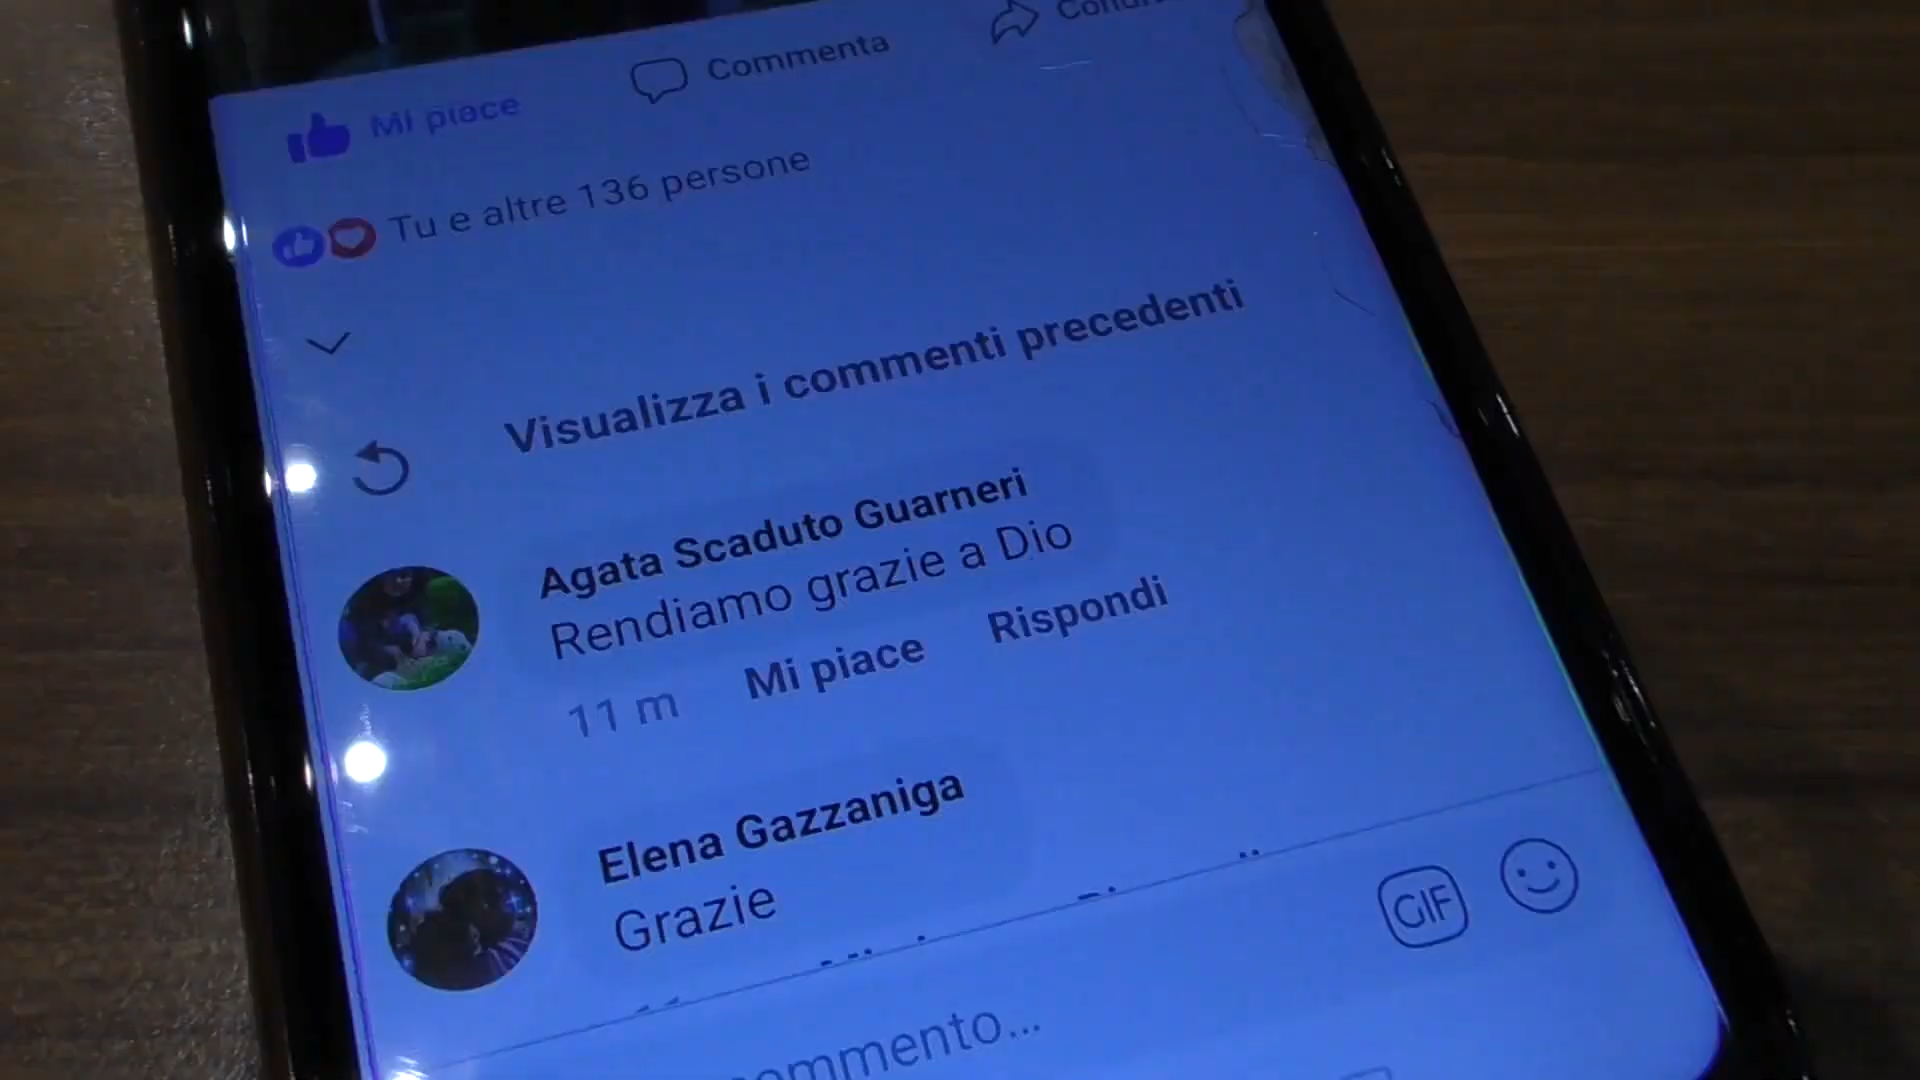 Mi piace
Commenta
Tu e altre 136 persone
Visualizza i commenti precedenti
Agata Scaduto Guarneri
Rendiamo grazie a Dio
11 m
Mi piace
Rispondi
Elena Gazzaniga
Grazie
GIF